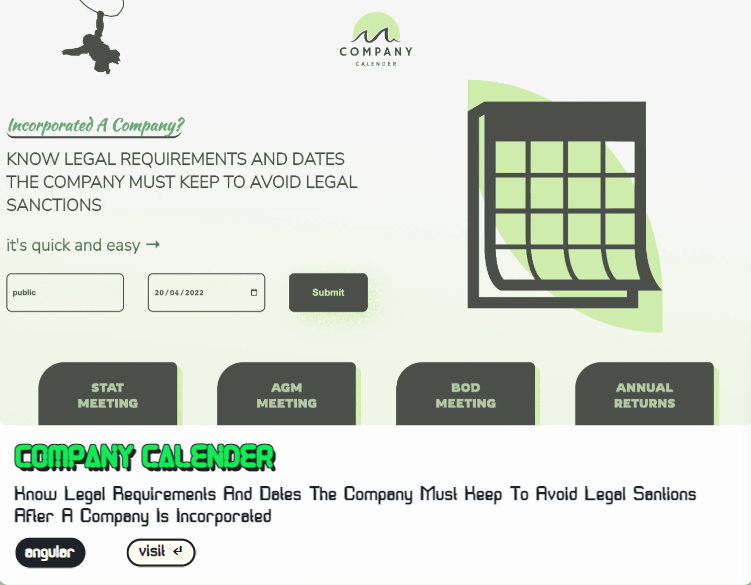 COMPANY
CALENDER
Incorporated A Company?
KNOW LEGAL REQUIREMENTS AND DATES
THE COMPANY MUST KEEP TO AVOID LEGAL
SANCTIONS
it's quick and easy →
public
20/04/2022
Submit
STAT
MEETING
AGM
MEETING
BOD
MEETING
ANNUAL
RETURNS
COMPANY CALENDER
Know Legal Requirements And Dates The Company Must Keep To Avoid Legal Santions
After A Company Is Incorporated
angular
visit ↵